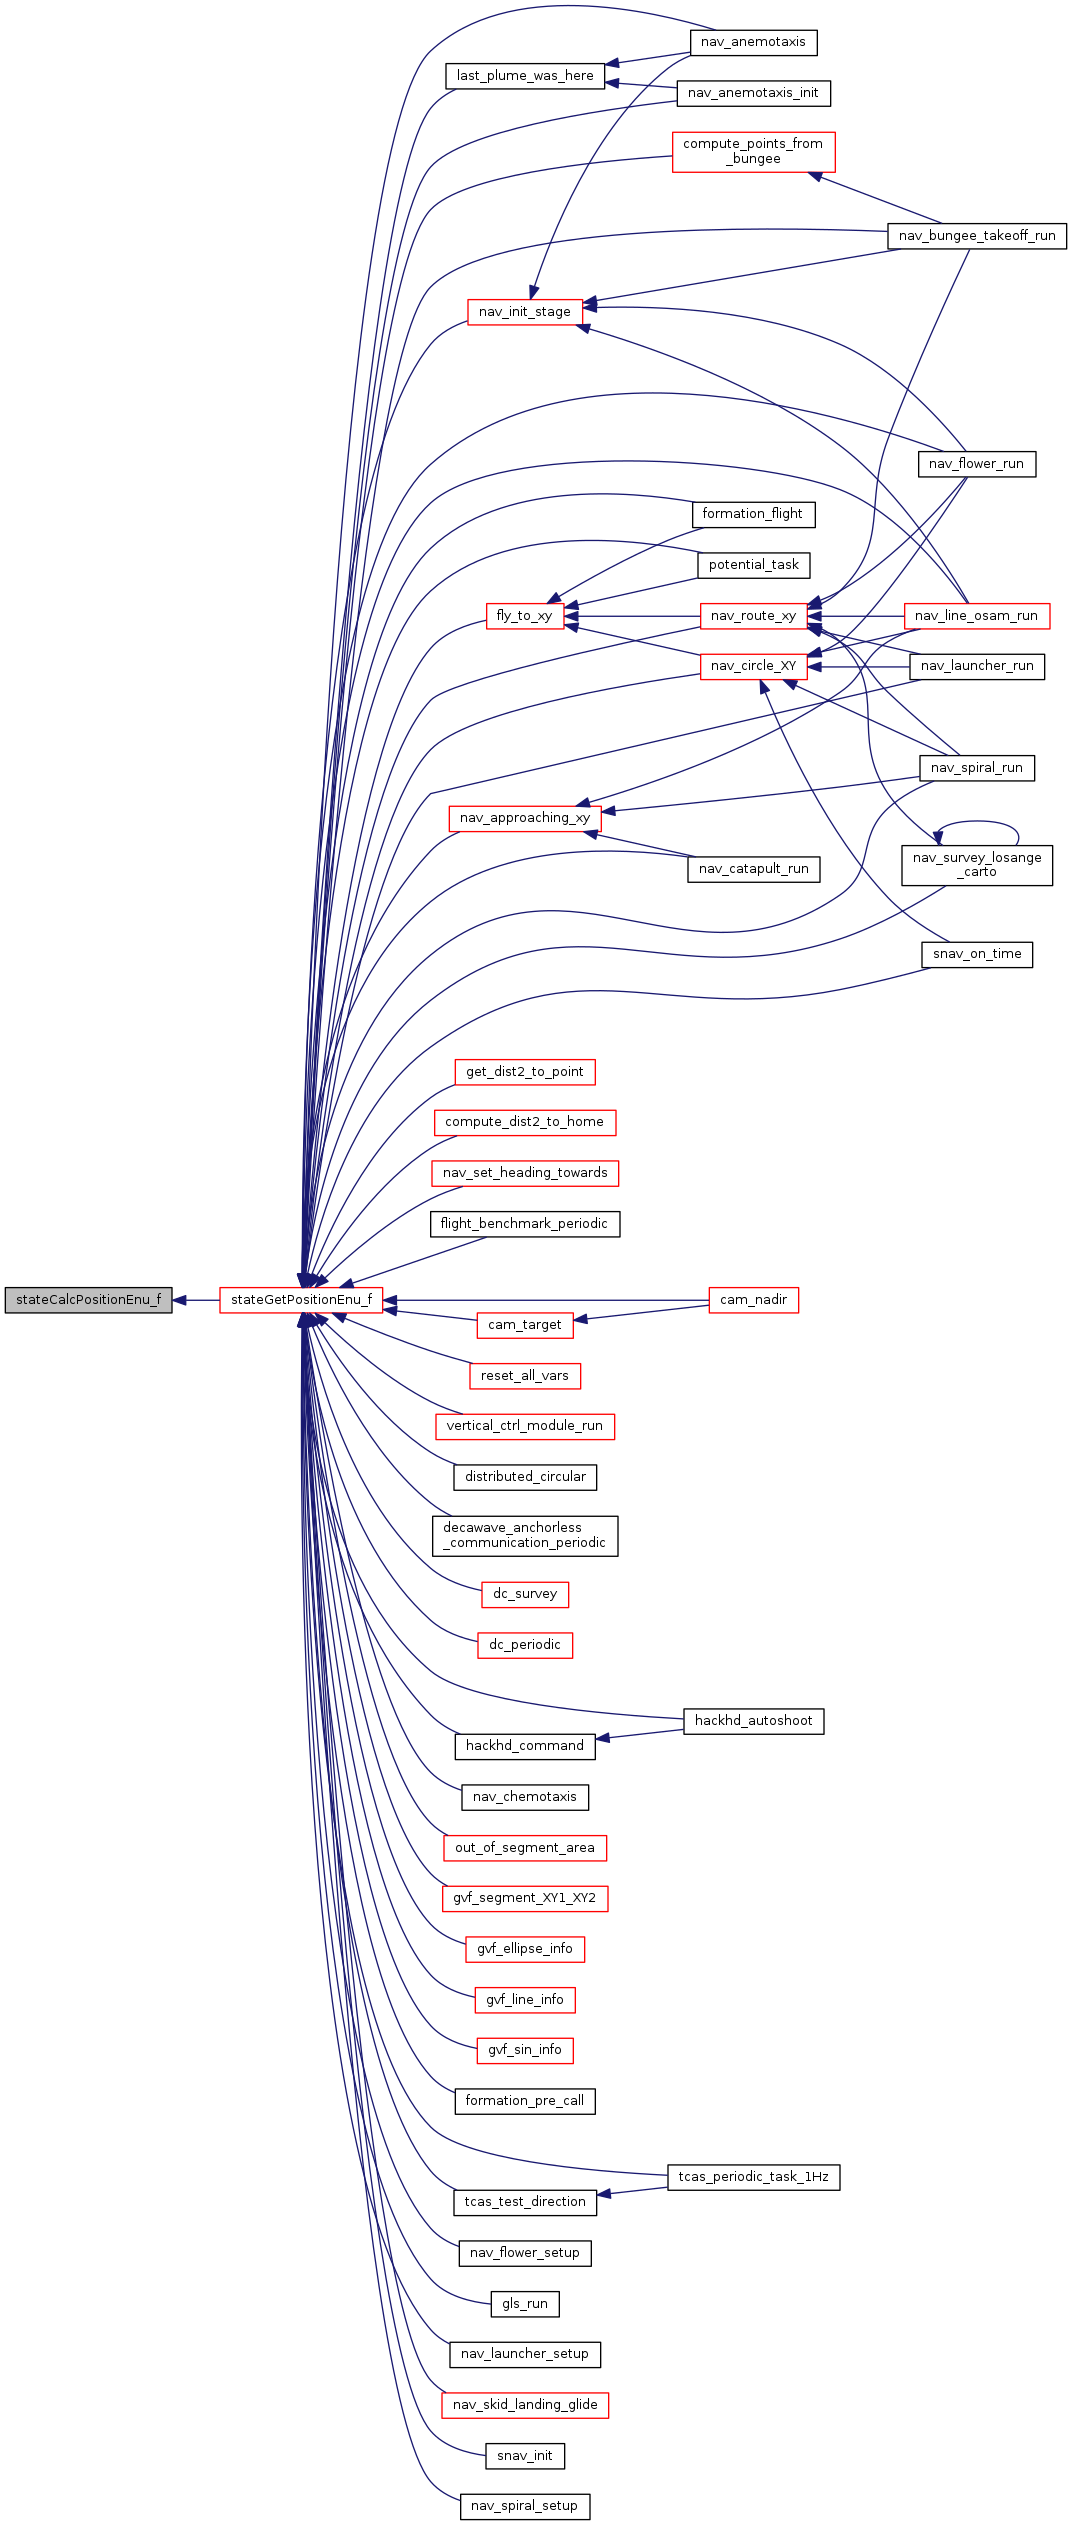 nav_anemotaxis
last_plume_was_here
nav_anemotaxis_init
compute_points_from
_bungee
nav_bungee_takeoff_run
nav_init_stage
nav_flower_run
formation_flight
potential_task
fly_to_xy
nav_route_xy
nav_line_osam_run
nav_circle_XY
nav_launcher_run
nav_spiral_run
nav_approaching_xy
nav_survey_losange
_carto
nav_catapult_run
snav_on_time
get_dist2_to_point
compute_dist2_to_home
nav_set_heading_towards
flight_benchmark_periodic
stateCalcPositionEnu_f
stateGetPositionEnu_f
cam_nadir
cam_target
reset_all_vars
vertical_ctrl_module_run
distributed_circular
decawave_anchorless
_communication_periodic
dc_survey
dc_periodic
hackhd_autoshoot
hackhd_command
nav_chemotaxis
out_of_segment_area
gvf_segment_XY1_XY2
gvf_ellipse_info
gvf_line_info
gvf_sin_info
formation_pre_call
tcas_periodic_task_1Hz
tcas_test_direction
nav_flower_setup
gls_run
nav_launcher_setup
nav_skid_landing_glide
snav_init
nav_spiral_setup